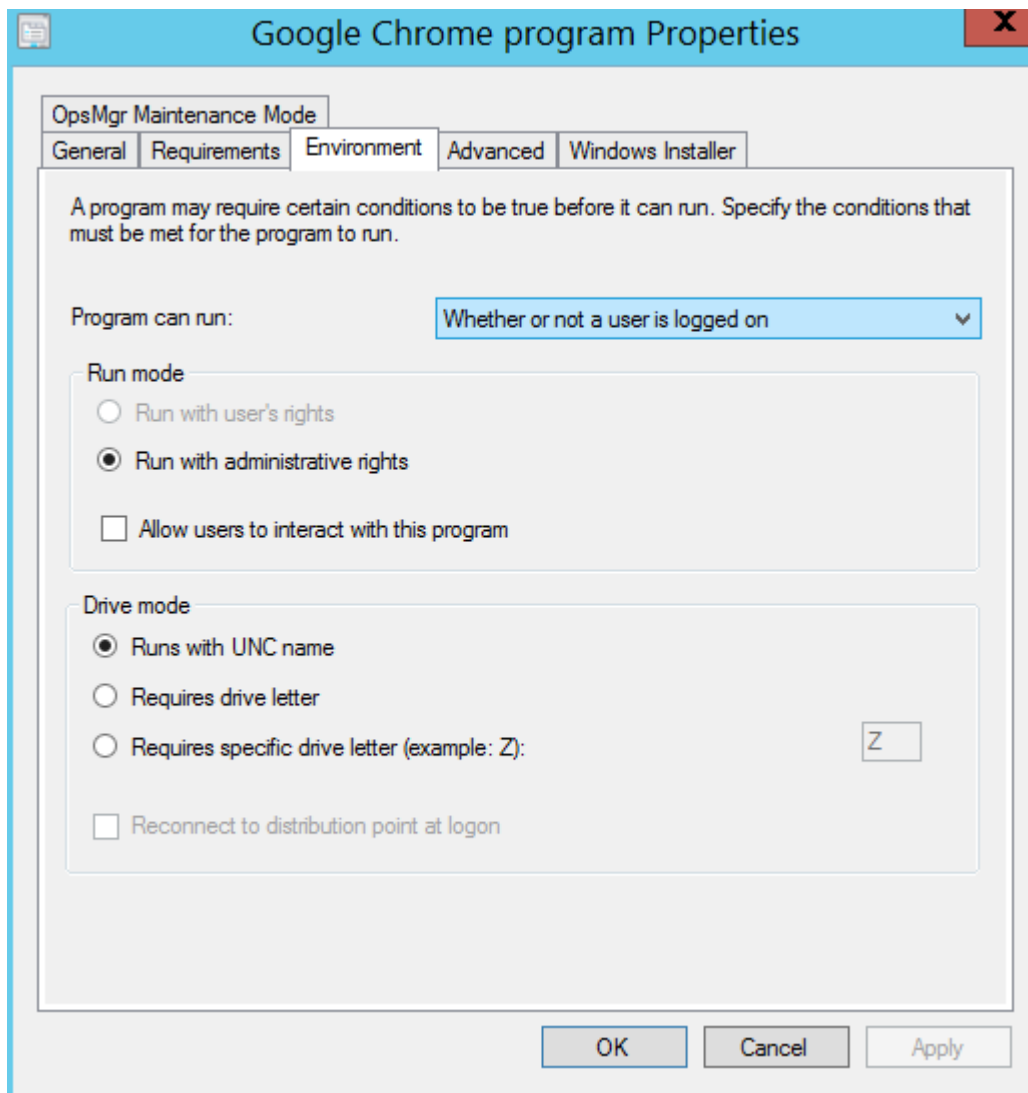 Google Chrome program Properties
X
OpsMgr Maintenance Mode
General Requirements Environment Advanced Windows Installer
A program may require certain conditions to be true before it can run. Specify the conditions that
must be met for the program to run.
Program can run: Whether or not a user is logged on
Run mode
Run with user's rights
Run with administrative rights
Allow users to interact with this program
Drive mode
Runs with UNC name
Requires drive letter
Requires specific drive letter (example: Z): Z
Reconnect to distribution point at logon
OK Cancel Apply